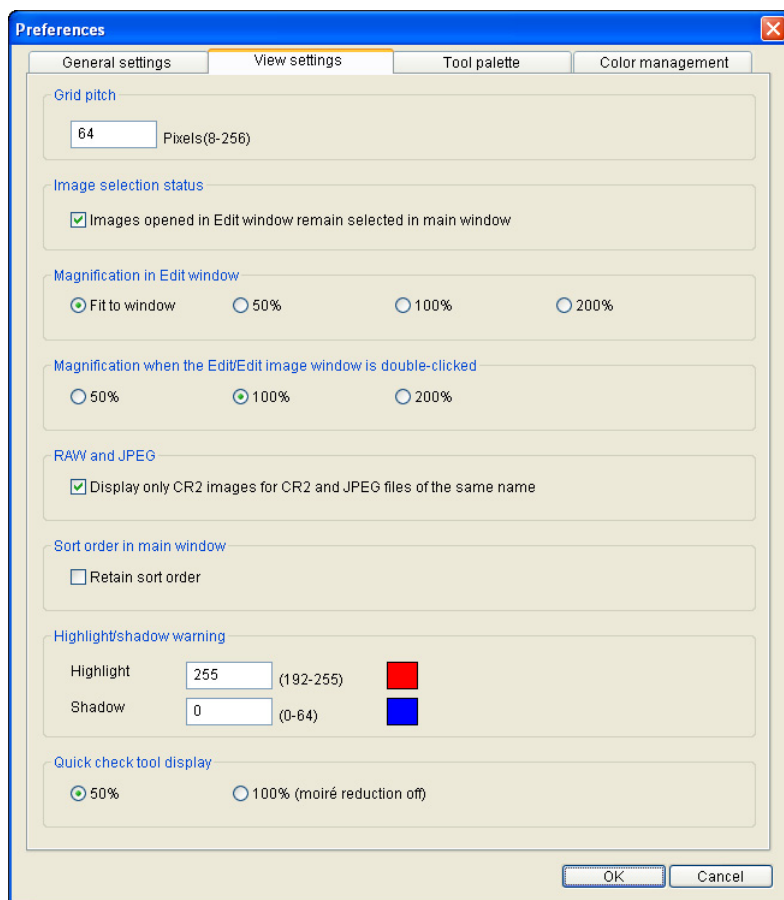 Preferences
General settings View settings Tool palette Color management
Grid pitch
64 Pixels(8-256)
Image selection status
Images opened in Edit window remain selected in main window
Magnification in Edit window
Fit to window 50% 100% 200%
Magnification when the Edit/Edit image window is double-clicked
50% 100% 200%
RAW and JPEG
Display only CR2 images for CR2 and JPEG files of the same name
Sort order in main window
Retain sort order
Highlight/shadow warning
Highlight 255 (192-255)
Shadow 0 (0-64)
Quick check tool display
50% 100% (moiré reduction off)
OK Cancel